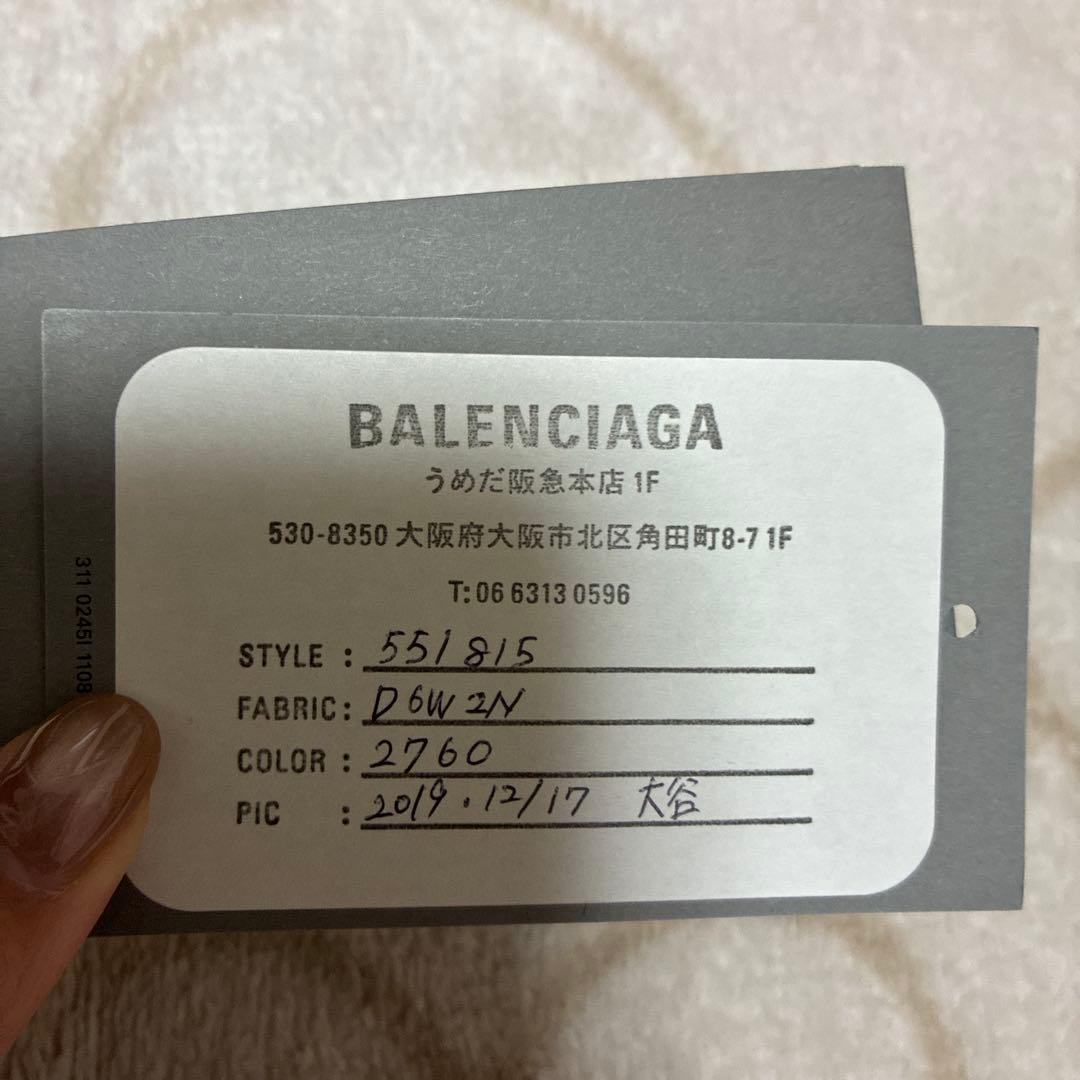 BALENCIAGA
うめだ阪急本店 1F
530-8350 大阪府大阪市北区角田町8-7 1F
T: 06 6313 0596
STYLE : 551815
FABRIC: D6W2N
COLOR : 2760
PIC : 2019.12/17 大谷
311 0245I 1108